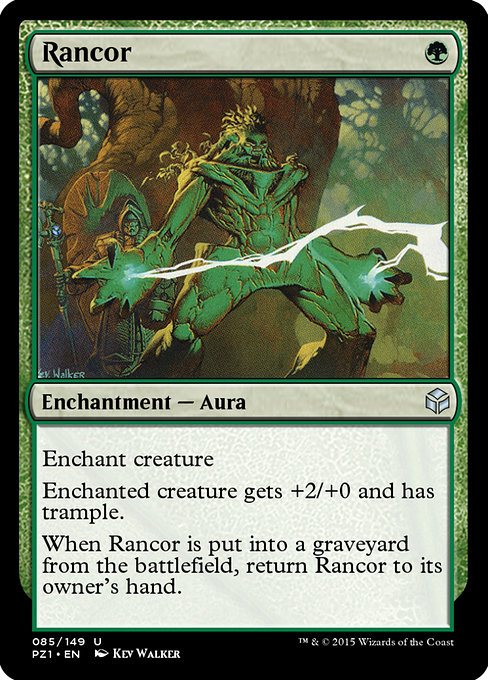 Rancor
Kev Walker
Enchantment — Aura
Enchant creature
Enchanted creature gets +2/+0 and has
trample.
When Rancor is put into a graveyard
from the battlefield, return Rancor to its
owner's hand.
085/149 U
PZ1 • EN Kev Walker
™ & © 2015 Wizards of the Coast